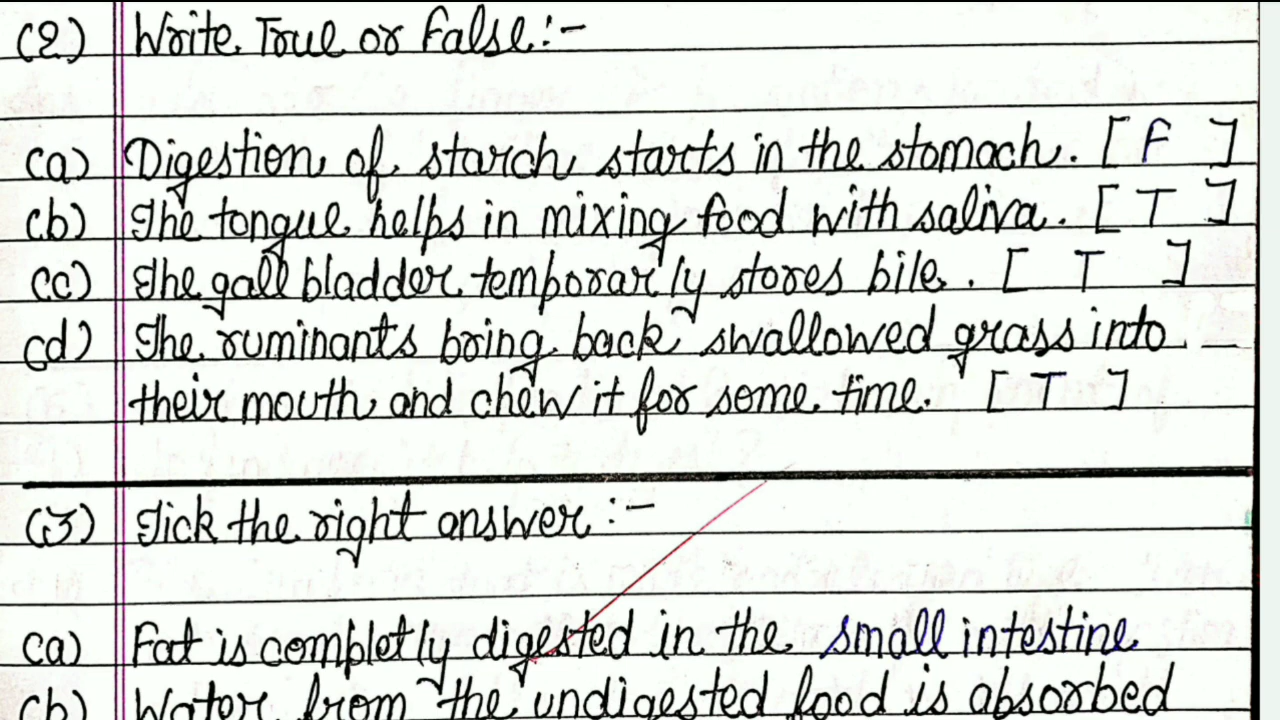 (2) Write True or False:-
(a) Digestion of starch starts in the stomach. [ F ]
(b) The tongue helps in mixing food with saliva. [ T ]
(c) The gall bladder temporarily stores bile. [ T ]
(d) The ruminants bring back swallowed grass into
their mouth and chew it for some time. [ T ]
(3) Tick the right answer:-
(a) Fat is completly digested in the small intestine
(b) Water from the undigested food is absorbed